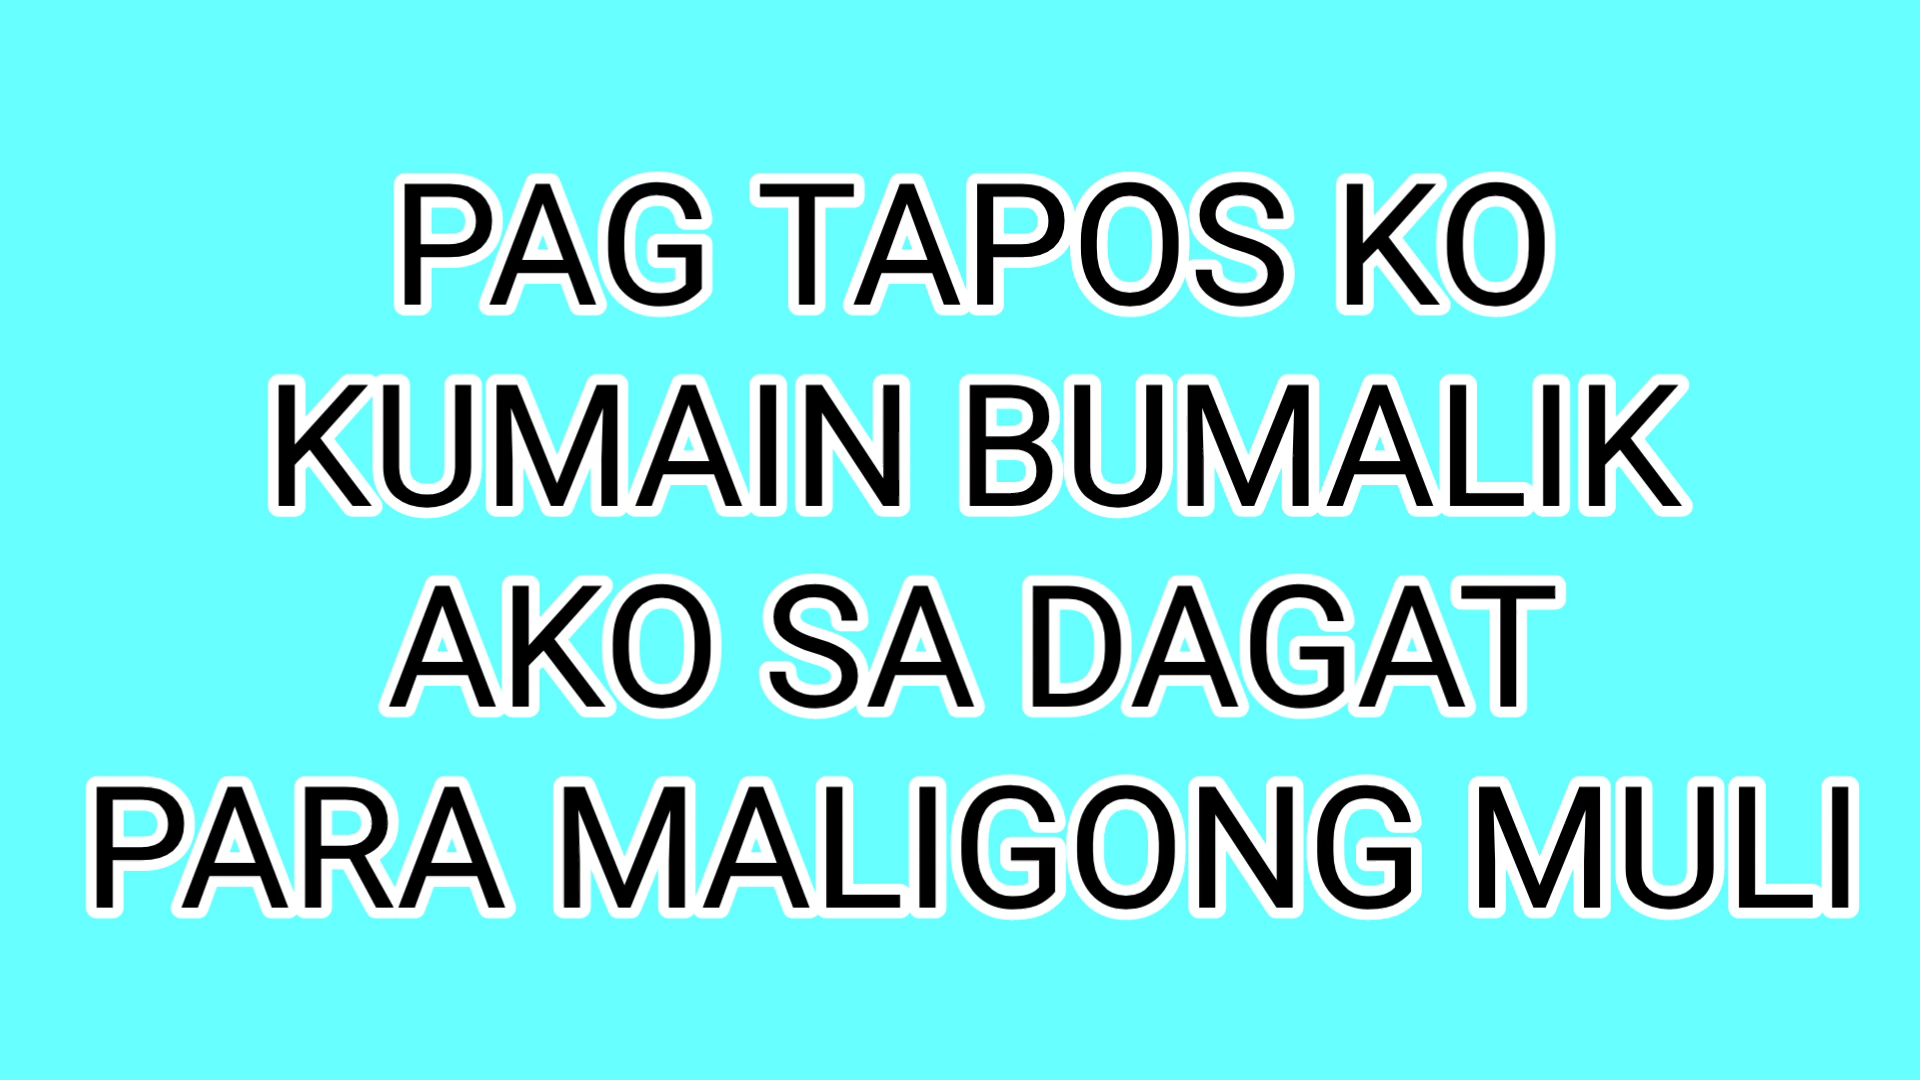 PAG TAPOS KO
KUMAIN BUMALIK
AKO SA DAGAT
PARA MALIGONG MULI